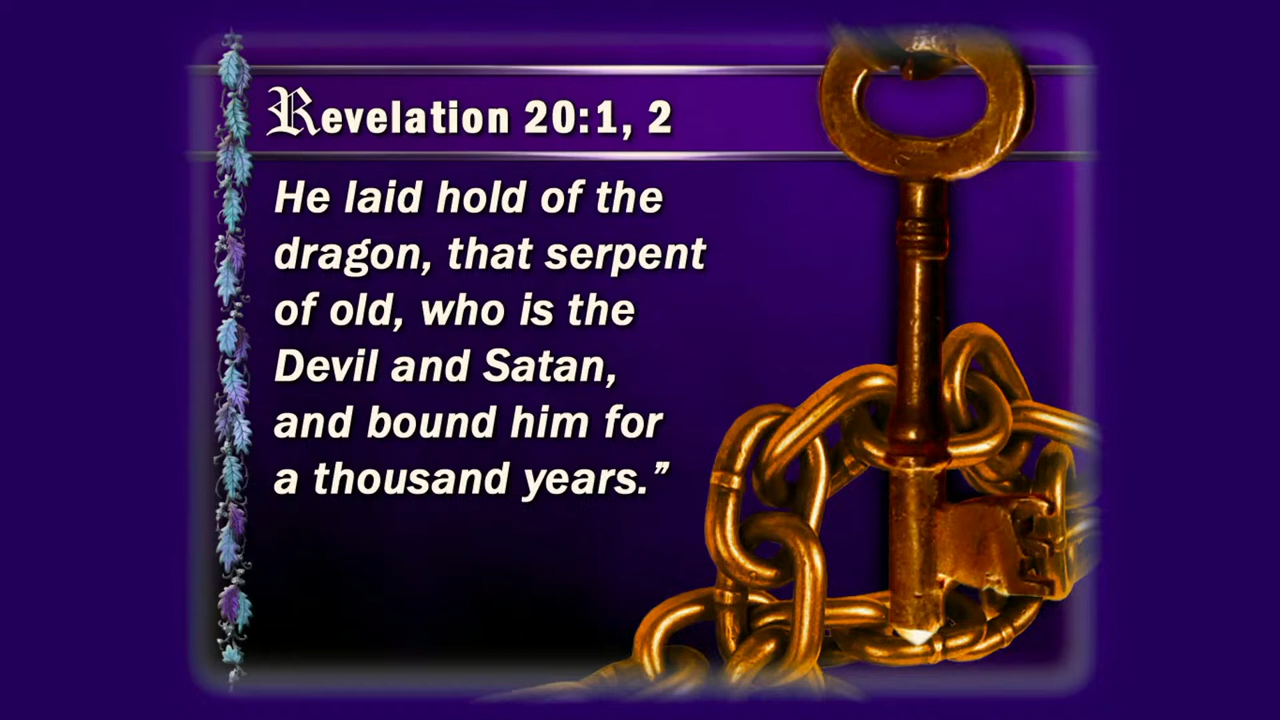 Revelation 20:1, 2
He laid hold of the
dragon, that serpent
of old, who is the
Devil and Satan,
and bound him for
a thousand years.”